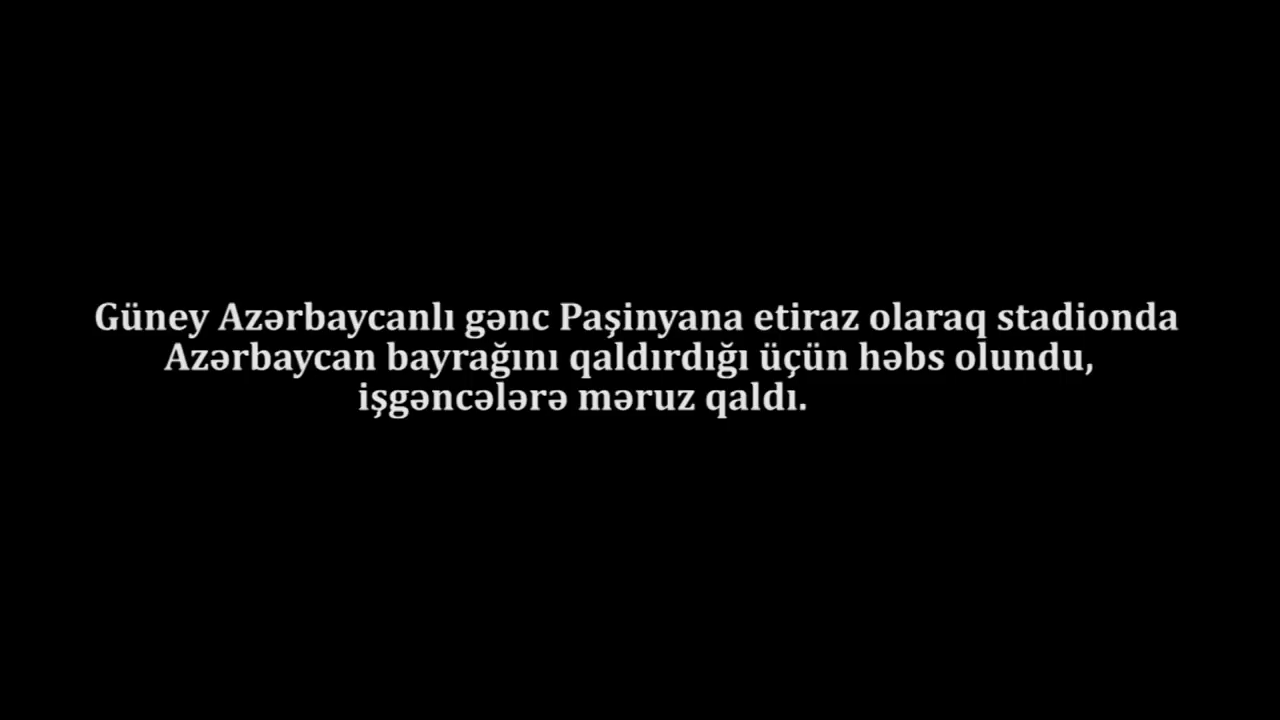 Güney Azərbaycanlı gənc Paşinyana etiraz olaraq stadionda
Azərbaycan bayrağını qaldırdığı üçün həbs olundu,
işgəncələrə məruz qaldı.